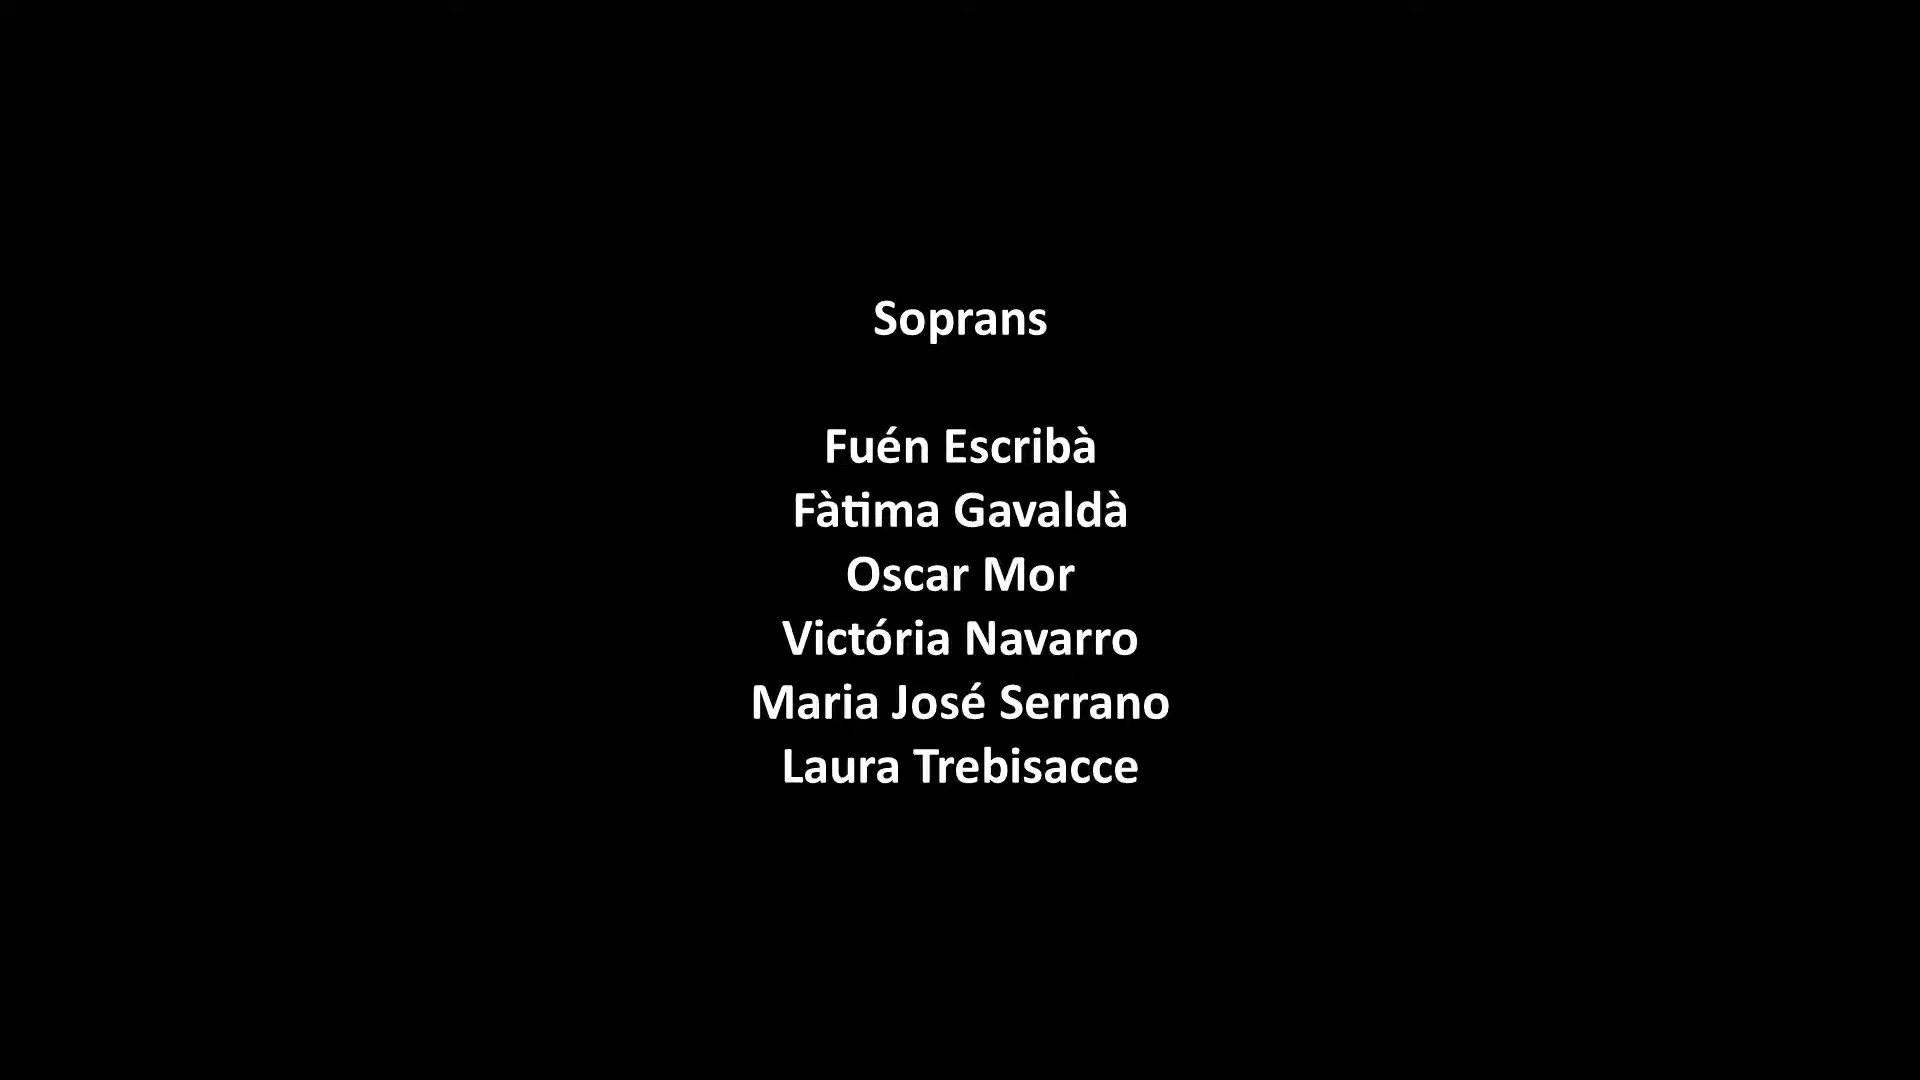 Soprans
Fuén Escribà
Fàtima Gavaldà
Oscar Mor
Victória Navarro
Maria José Serrano
Laura Trebisacce